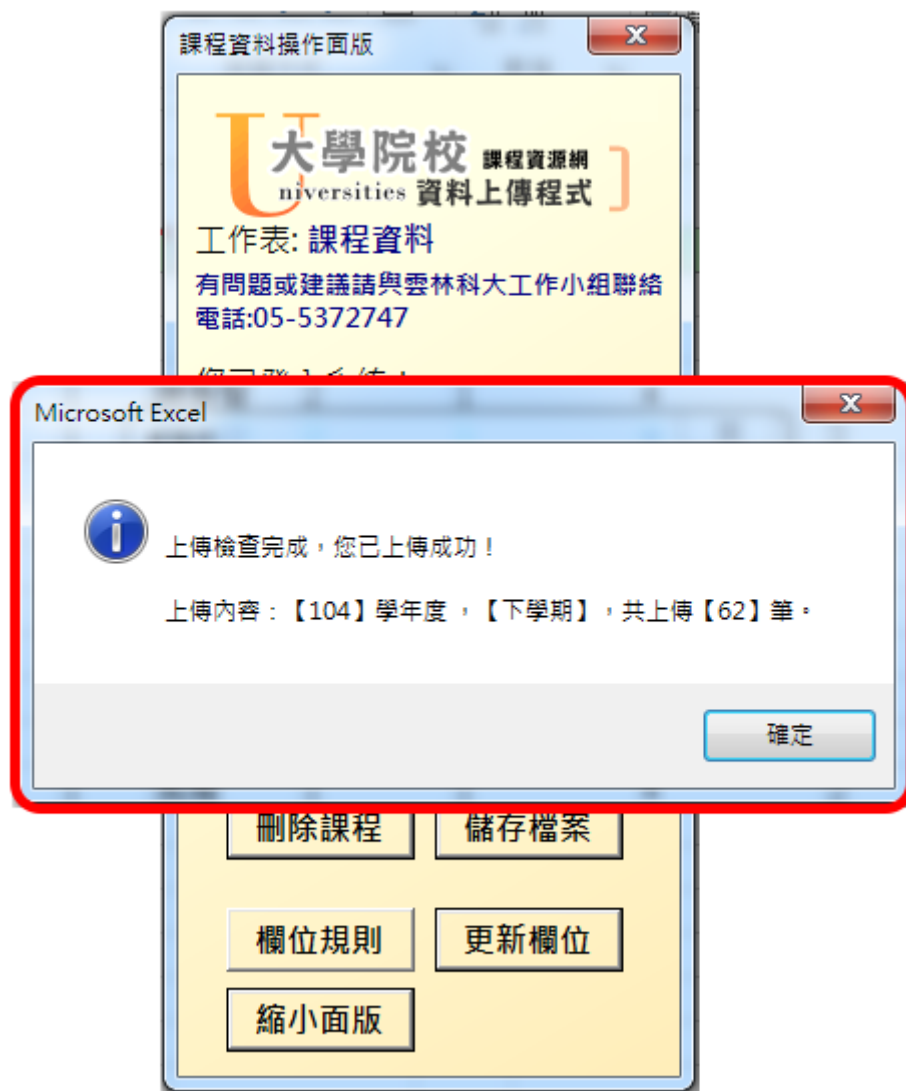 課程資料操作面版
U
大學院校 課程資源網
niversities 資料上傳程式
工作表: 課程資料
有問題或建議請與雲林科大工作小組聯絡
電話:05-5372747
Microsoft Excel
上傳檢查完成，您已上傳成功！
上傳內容：【104】學年度 ，【下學期】，共上傳【62】筆。
確定
刪除課程 儲存檔案
欄位規則 更新欄位
縮小面版